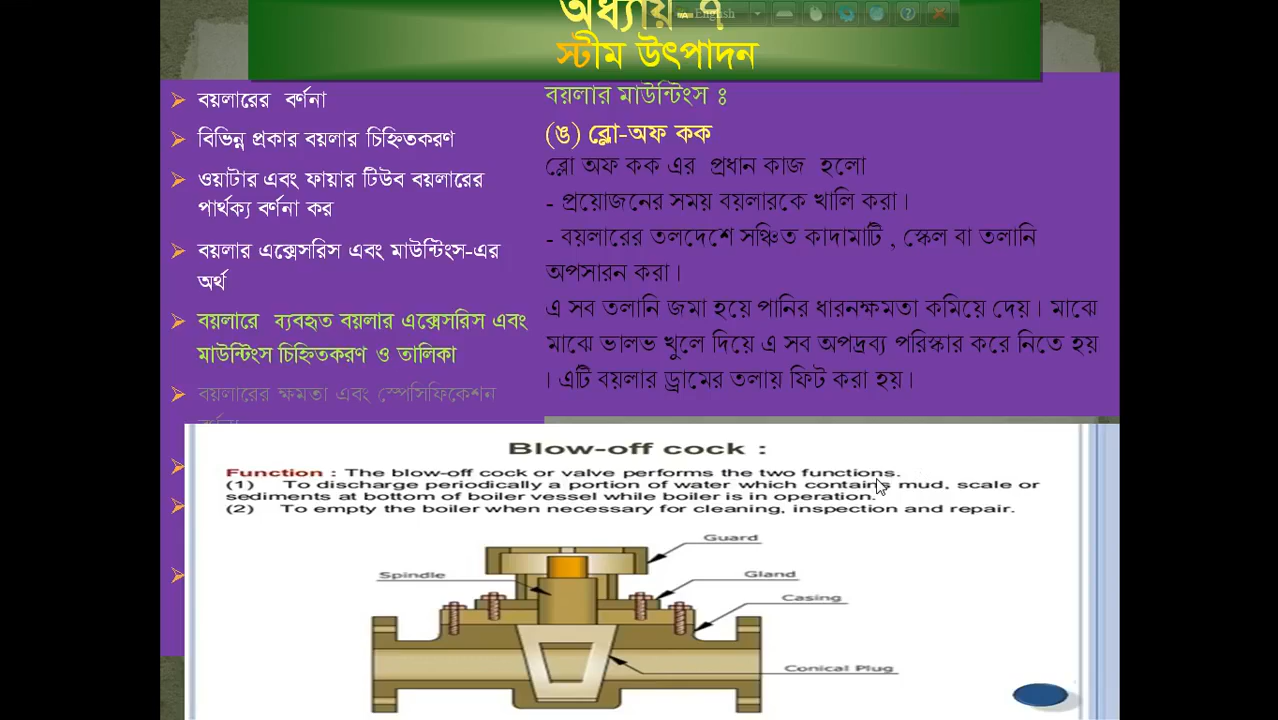 অধ্যায়-৭
English
স্টীম উৎপাদন
বয়লারের বর্ণনা
বিভিন্ন প্রকার বয়লার চিহ্নিতকরণ
ওয়াটার এবং ফায়ার টিউব বয়লারের
পার্থক্য বর্ণনা কর
বয়লার এক্সেসরিস এবং মাউন্টিংস-এর
অর্থ
বয়লারে ব্যবহৃত বয়লার এক্সেসরিস এবং
মাউন্টিংস চিহ্নিতকরণ ও তালিকা
বয়লারের ক্ষমতা এবং স্পেসিফিকেশন
বয়লার মাউন্টিংস ঃ
(ঙ) ব্লো-অফ কক
ব্লো অফ কক এর প্রধান কাজ হলো
- প্রয়োজনের সময় বয়লারকে খালি করা।
- বয়লারের তলদেশে সঞ্চিত কাদামাটি , স্কেল বা তলানি
অপসারন করা।
এ সব তলানি জমা হয়ে পানির ধারনক্ষমতা কমিয়ে দেয়। মাঝে
মাঝে ভালভ খুলে দিয়ে এ সব অপদ্রব্য পরিস্কার করে নিতে হয়
। এটি বয়লার ড্রামের তলায় ফিট করা হয়।
Blow-off cock :
Function : The blow-off cock or valve performs the two functions.
(1) To discharge periodically a portion of water which contains mud, scale or
sediments at bottom of boiler vessel while boiler is in operation.
(2) To empty the boiler when necessary for cleaning, inspection and repair.
Guard
Spindle
Gland
Casing
Conical Plug